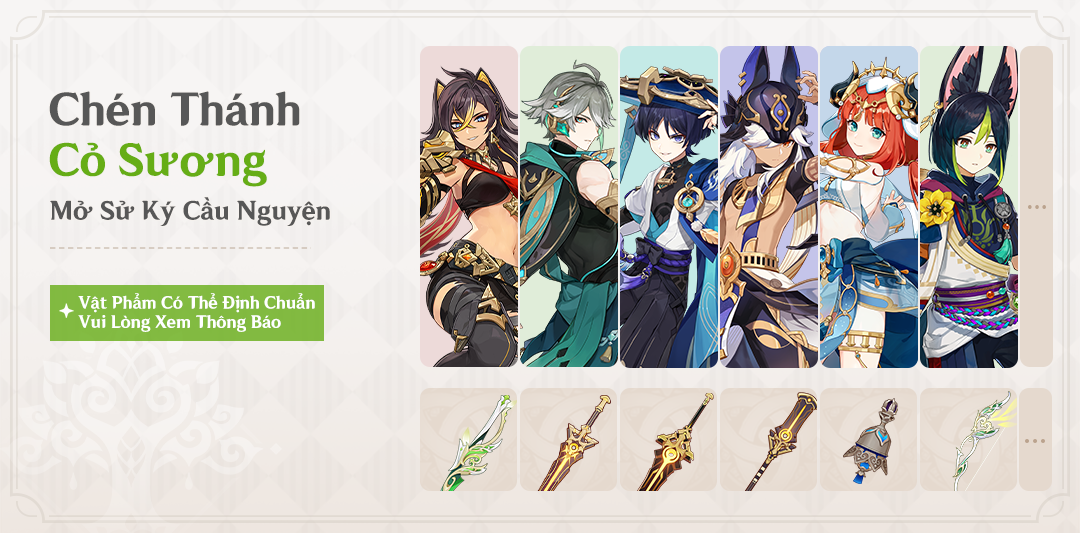 Chén Thánh
Cỏ Sương
Mở Sử Ký Cầu Nguyện
Vật Phẩm Có Thể Định Chuẩn
Vui Lòng Xem Thông Báo